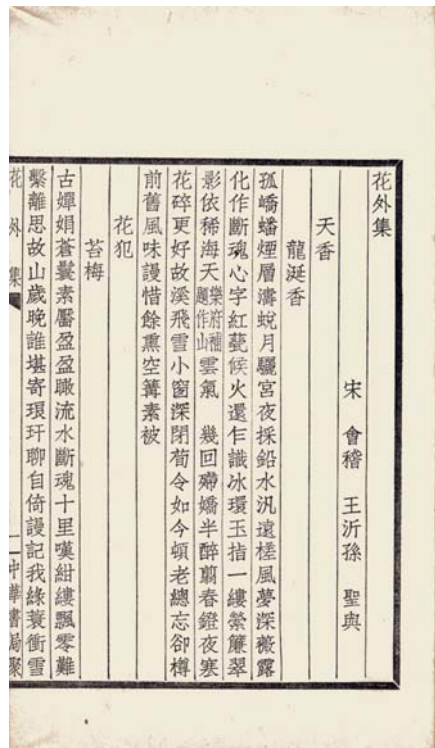 花外集
宋 會稽 王沂孫 聖與
天香
龍涎香
孤嶠蟠煙層濤蛻月驪宮夜採鉛水汛遠槎風夢深薇露
化作斷魂心字紅甆候火還乍識冰環玉指一縷縈簾翠
影依稀海天樂府補題作山雲氣 幾回殢嬌半醉翦春鐙夜寒
花碎更好故溪飛雪小窗深閉荀令如今頓老總忘卻樽
前舊風味謾惜餘熏空篝素被
花犯
苔梅
古嬋娟蒼鬟素靨盈盈瞰流水斷魂十里嘆紺縷飄零難
繫離思故山歲晚誰堪寄琅玕聊自倚謾記我綠蓑衝雪
花外集 一 中華書局聚